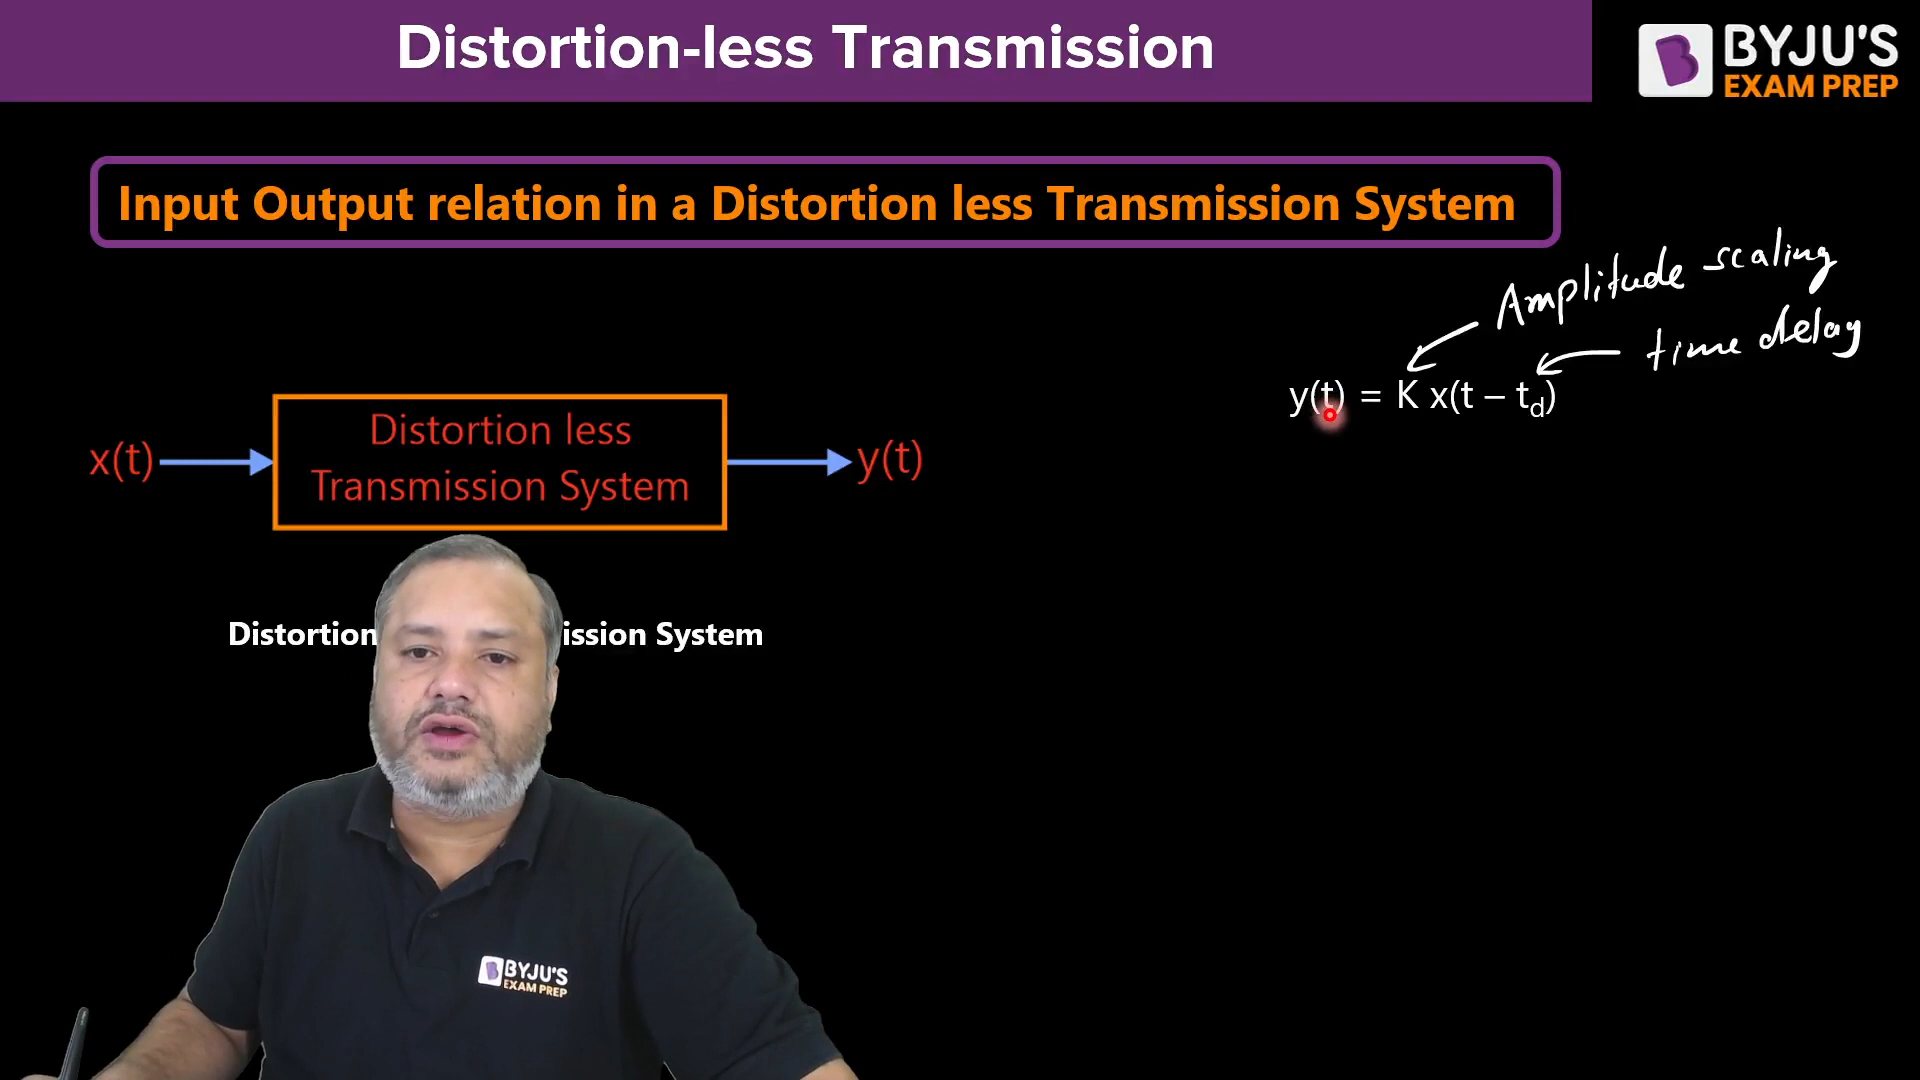 Distortion-less Transmission
BYJU'S
EXAM PREP
Input Output relation in a Distortion less Transmission System
Amplitude scaling
time delay
y(t) = K x(t – td)
x(t)
Distortion less
Transmission System
y(t)
Distortion ission System
BYJU'S
EXAM PREP